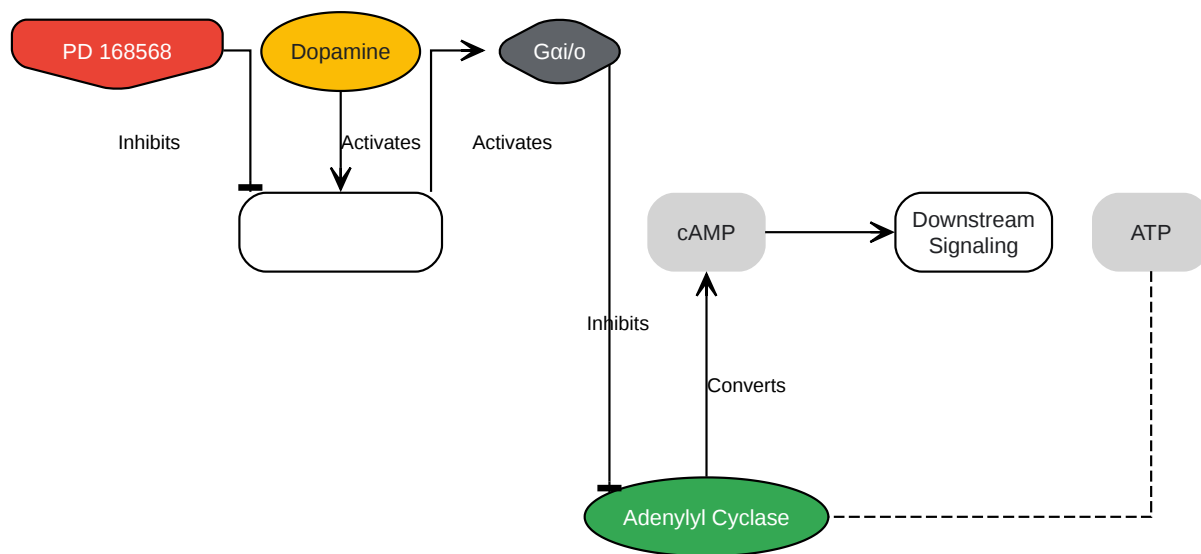 PD 168568
Dopamine
Gαi/o
Inhibits
Activates
Activates
cAMP
Downstream
Signaling
ATP
Inhibits
Converts
Adenylyl Cyclase